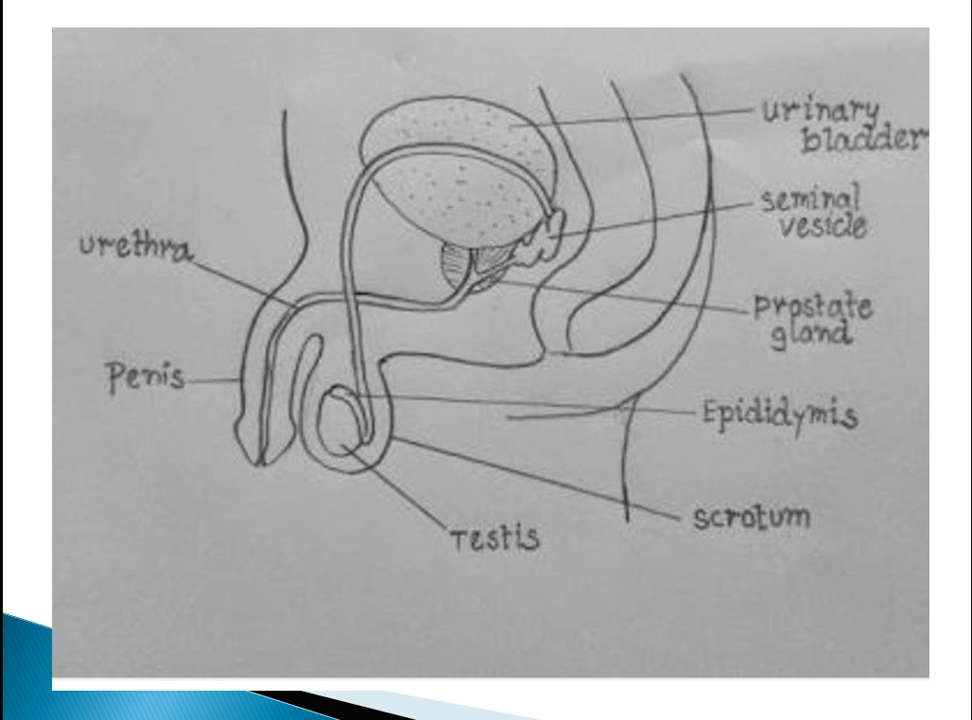 urinary
bladder
seminal
vesicle
urethra
prostate
gland
Penis
Epididymis
scrotum
Testis